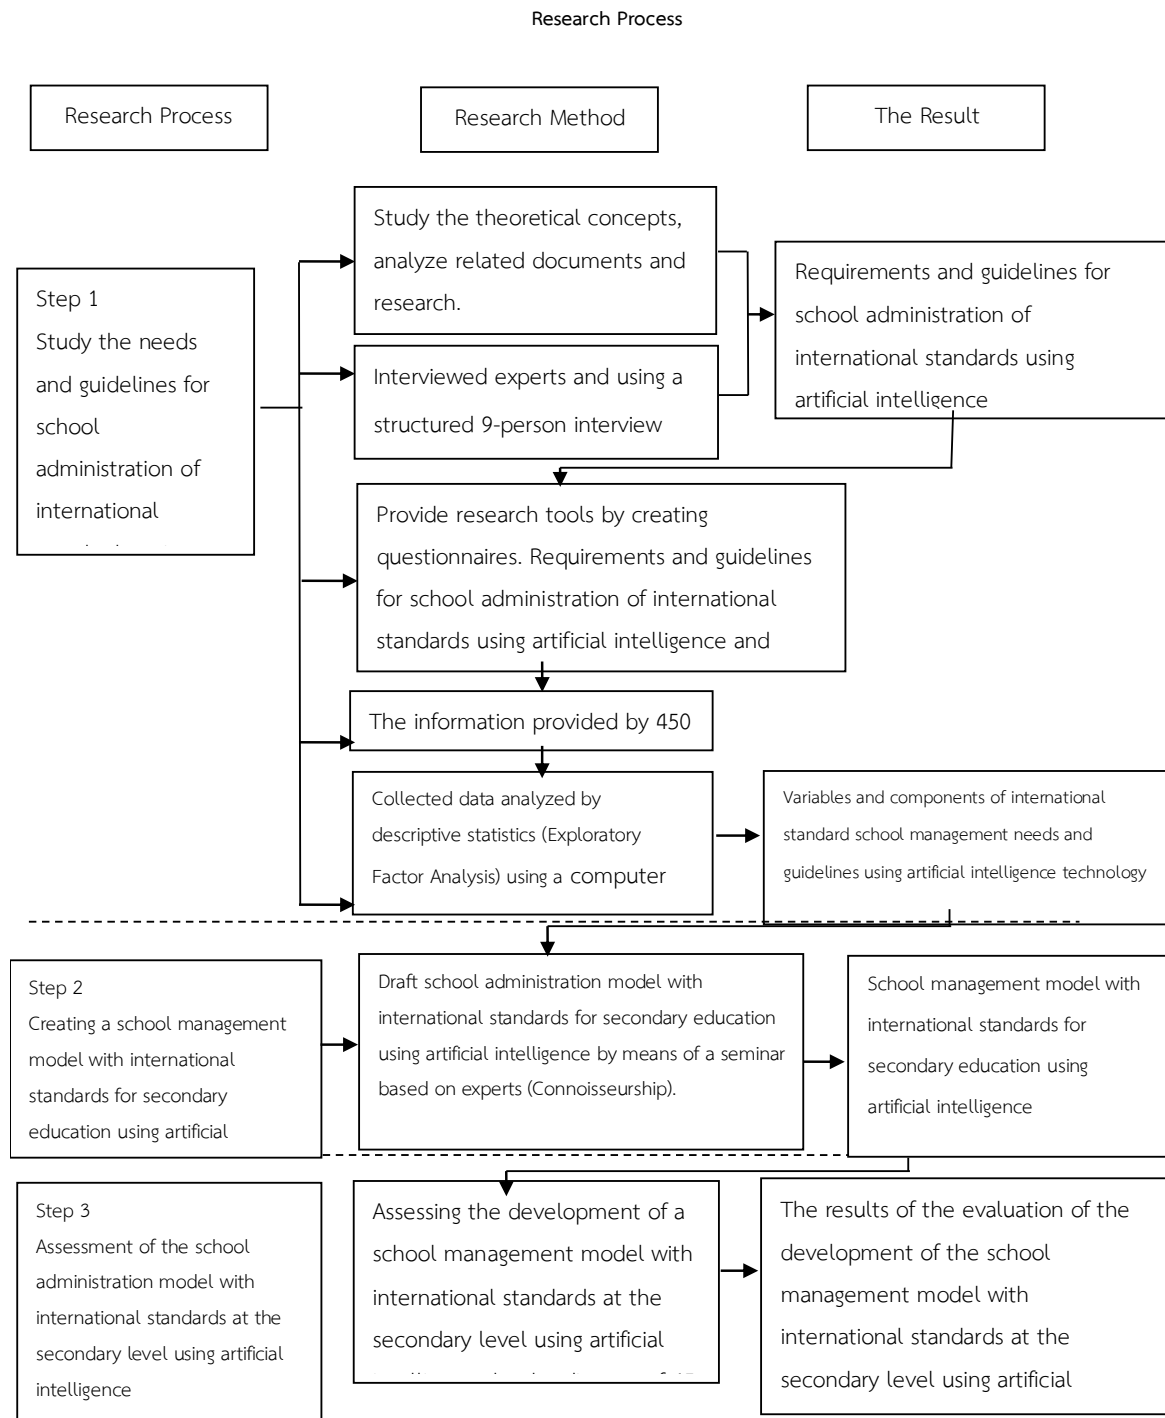 Research Process
Research Process
Research Method
The Result
Step 1
Study the needs
and guidelines for
school
administration of
international
Study the theoretical concepts,
analyze related documents and
research.
Interviewed experts and using a
structured 9-person interview
Requirements and guidelines for
school administration of
international standards using
artificial intelligence
Provide research tools by creating
questionnaires. Requirements and guidelines
for school administration of international
standards using artificial intelligence and
The information provided by 450
Collected data analyzed by
descriptive statistics (Exploratory
Factor Analysis) using a computer
Variables and components of international
standard school management needs and
guidelines using artificial intelligence technology
Step 2
Creating a school management
model with international
standards for secondary
education using artificial
Draft school administration model with
international standards for secondary education
using artificial intelligence by means of a seminar
based on experts (Connoisseurship).
School management model with
international standards for
secondary education using
artificial intelligence
Step 3
Assessment of the school
administration model with
international standards at the
secondary level using artificial
intelligence
Assessing the development of a
school management model with
international standards at the
secondary level using artificial
The results of the evaluation of the
development of the school
management model with
international standards at the
secondary level using artificial